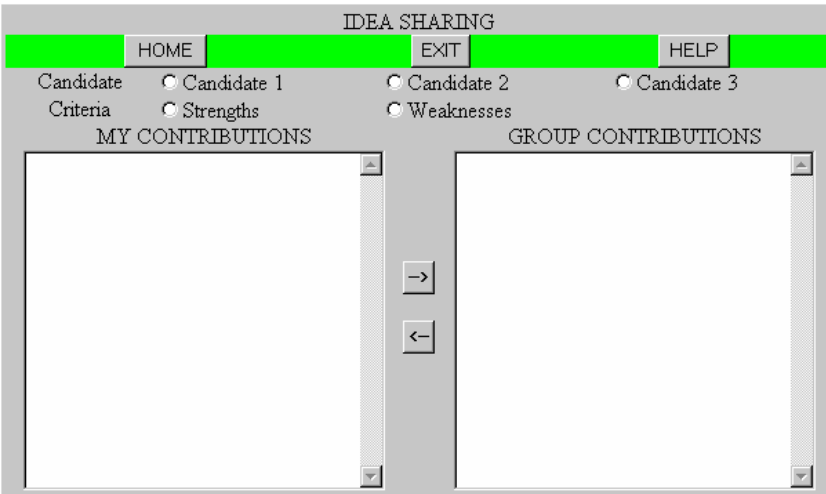 IDEA SHARING
HOME EXIT HELP
Candidate Candidate 1 Candidate 2 Candidate 3
Criteria Strengths Weaknesses
MY CONTRIBUTIONS GROUP CONTRIBUTIONS
-->
<--